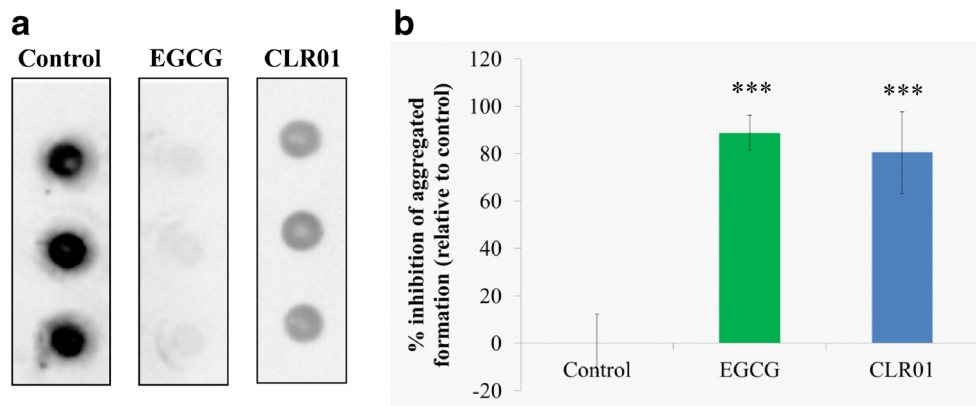 a
Control EGCG CLR01
b
% inhibition of aggregated
formation (relative to control)
120
100
80
60
40
20
0
-20
*** ***
Control EGCG CLR01